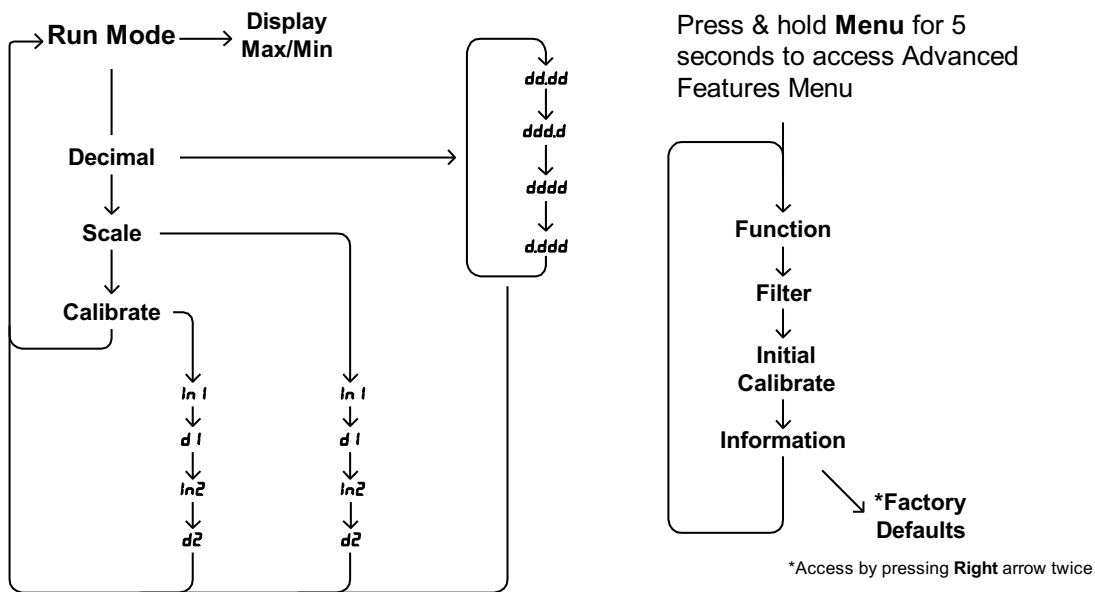 Run Mode
Display
Max/Min
Decimal
Scale
Calibrate
In 1
d 1
In2
d2
In 1
d 1
In2
d2
dd.dd
ddd.d
dddd
d.ddd
Press & hold Menu for 5
seconds to access Advanced
Features Menu
Function
Filter
Initial
Calibrate
Information
*Factory
Defaults
*Access by pressing Right arrow twice